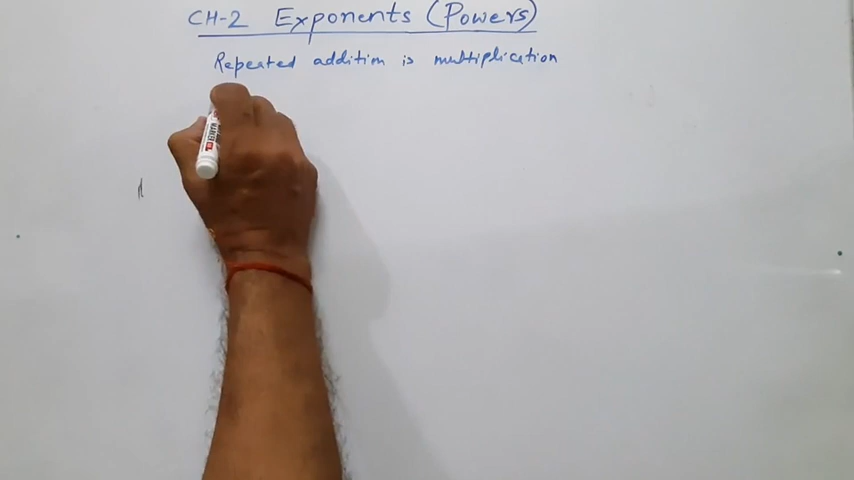 CH-2 Exponents (Powers)
Repeated addition is multiplication